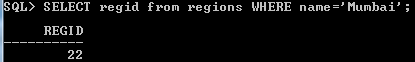 SQL> SELECT regid from regions WHERE name='Mumbai';
REGID
----------
22